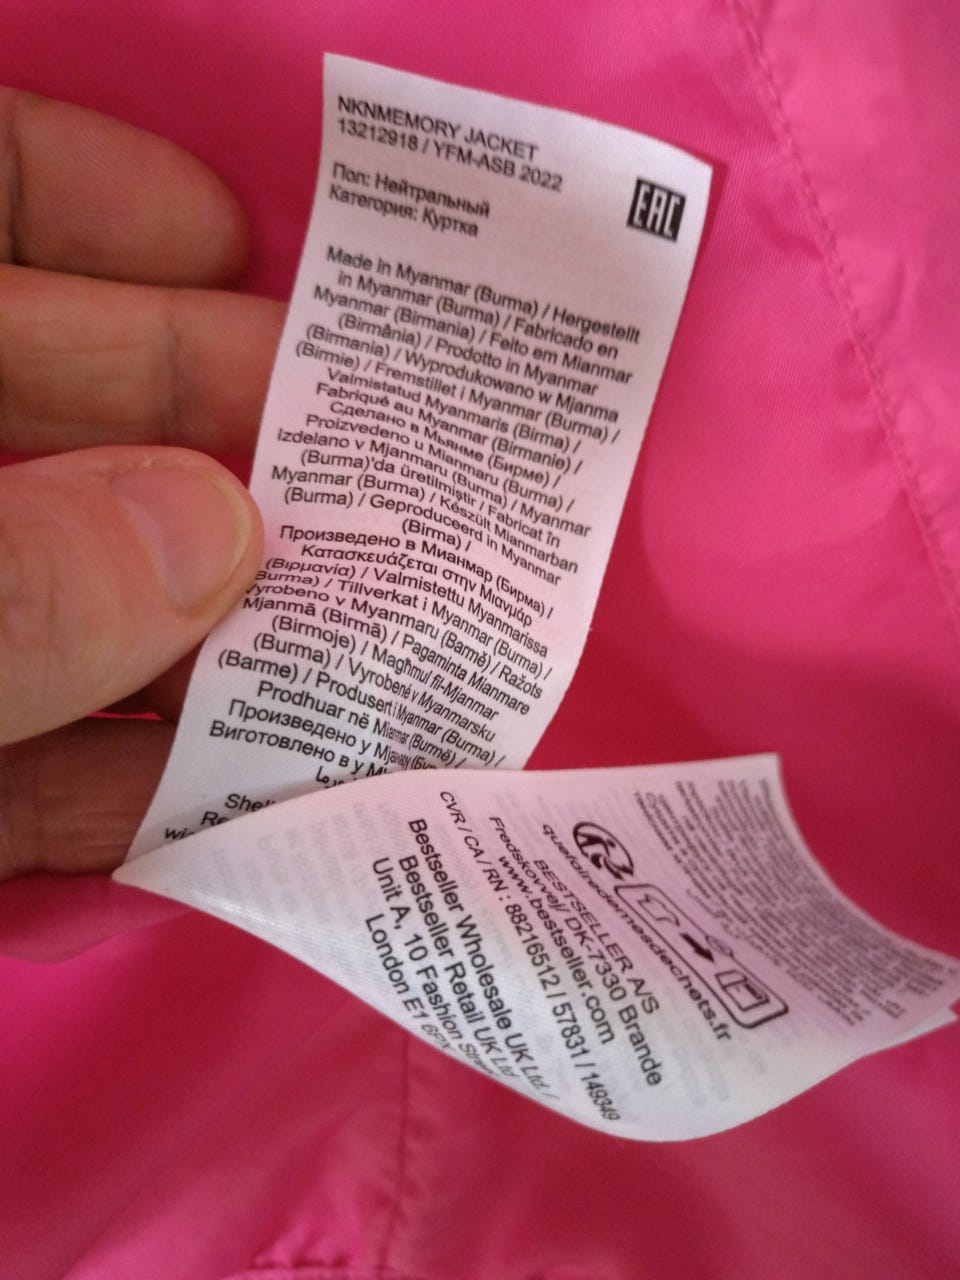 NKNMEMORY JACKET
13212918 / YFM-ASB 2022
EAC
Пол: Нейтральный
Категория: Куртка
Made in Myanmar (Burma) / Hergestellt
in Myanmar (Burma) / Fabricado en
Myanmar (Birmania) / Feito em Mianmar
(Birmânia) / Prodotto in Myanmar
(Birmania) / Wyprodukowano w Mjanma
(Birmie) / Fremstillet i Myanmar (Burma) /
Valmistatud Myanmaris (Birma) /
Fabriqué au Myanmar (Birmanie) /
Сделано в Мьянме (Бирме) /
Proizvedeno u Mianmaru (Burma) /
Izdelano v Mjanmaru (Burma) / Myanmar
(Burma)'da üretilmiştir / Fabricat în
Myanmar (Burma) / Készült Mianmarban
(Burma) / Geproduceerd in Myanmar
(Birma) /
Произведено в Мианмар (Бирма) /
Κατασκευάζεται στην Μιανμάρ
(Βιρμανία) / Valmistettu Myanmarissa
Burma) / Tillverkat i Myanmar (Burma) /
Vyrobeno v Myanmaru (Barmě) / Ražots
Mjanmā (Birmā) / Pagaminta Mianmare
(Birmoje) / Magħmul fil-Mjanmar
(Burma) / Vyrobené v Myanmarsku
(Barme) / Produsert i Myanmar (Burma) /
Prodhuar në Mianmar (Burmë) /
Произведено у
Виготовлено в у
quefairedemesdechets.fr
BESTSELLER A/S
Fredskovvej DK-7330 Brande
www.bestseller.com
CVR / CA / RN : 88216512 / 57831 / 149349
Bestseller Wholesale UK Ltd. /
Bestseller Retail UK Ltd.
Unit A, 10 Fashion Street
London E1 6PX